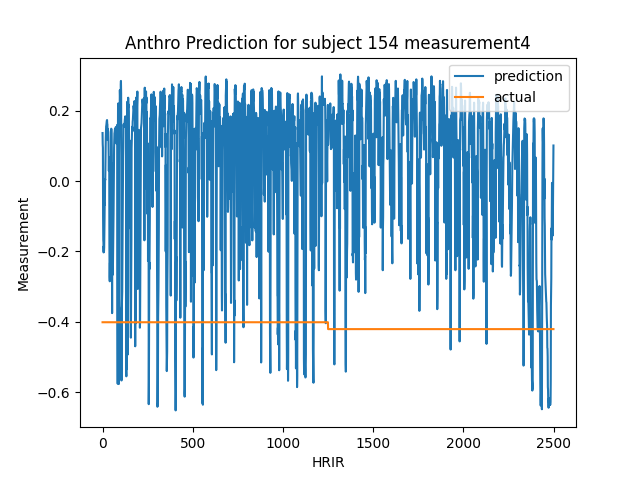 Anthro Prediction for subject 154 measurement4
prediction
actual
Measurement
0.2
0.0
−0.2
−0.4
−0.6
0
500
1000
1500
2000
2500
HRIR